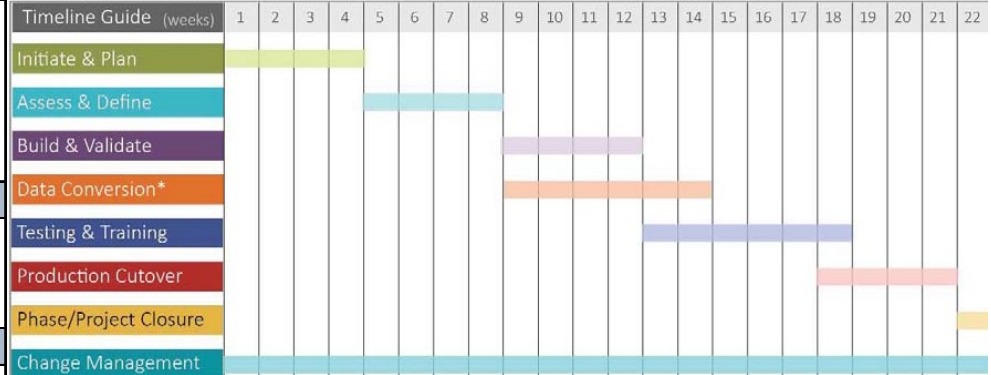 Timeline Guide (weeks) 1 2 3 4 5 6 7 8 9 10 11 12 13 14 15 16 17 18 19 20 21 22
Initiate & Plan
Assess & Define
Build & Validate
Data Conversion*
Testing & Training
Production Cutover
Phase/Project Closure
Change Management